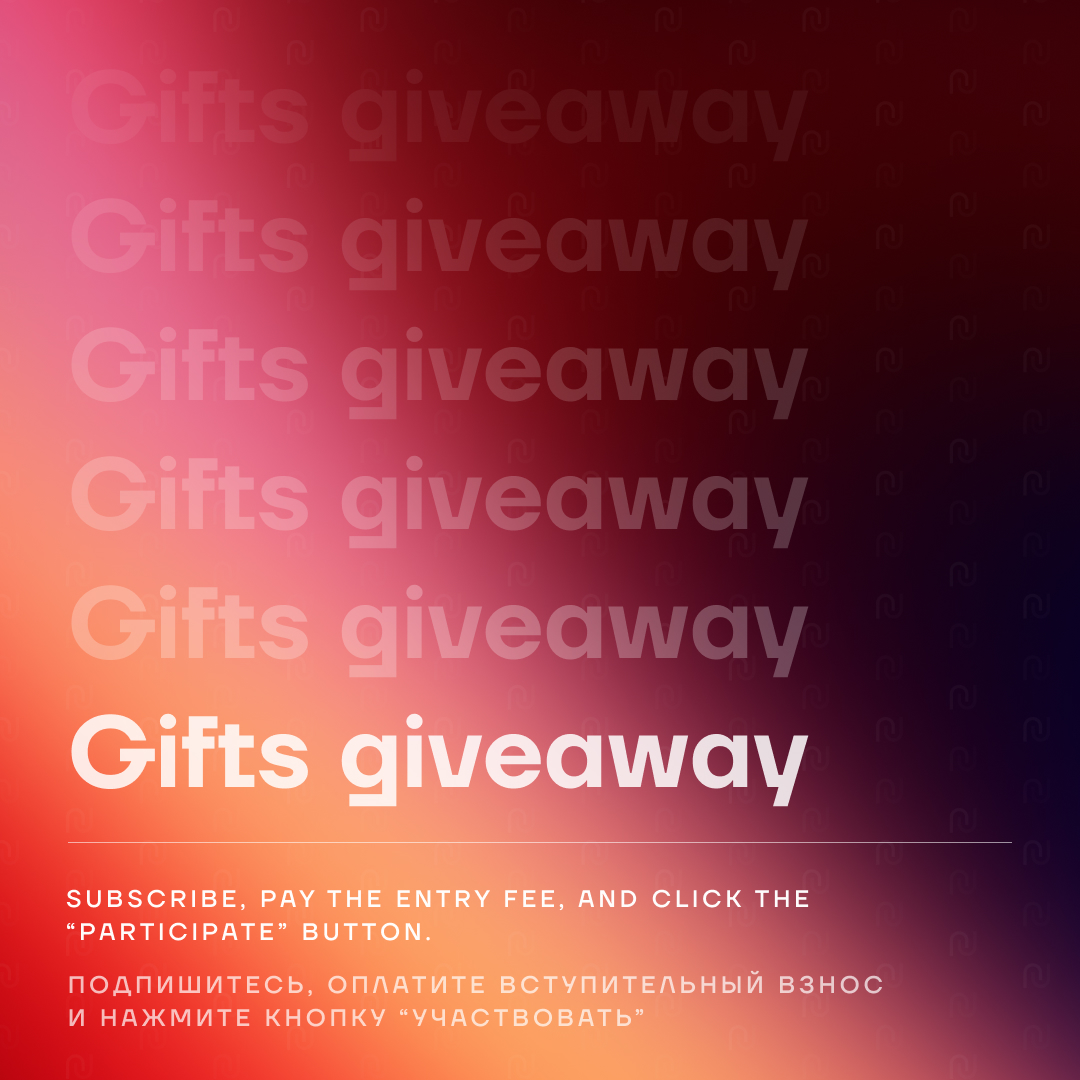 Gifts giveaway
Gifts giveaway
Gifts giveaway
Gifts giveaway
Gifts giveaway
Gifts giveaway
SUBSCRIBE, PAY THE ENTRY FEE, AND CLICK THE
“PARTICIPATE” BUTTON.
ПОДПИШИТЕСЬ, ОПЛАТИТЕ ВСТУПИТЕЛЬНЫЙ ВЗНОС
И НАЖМИТЕ КНОПКУ “УЧАСТВОВАТЬ”